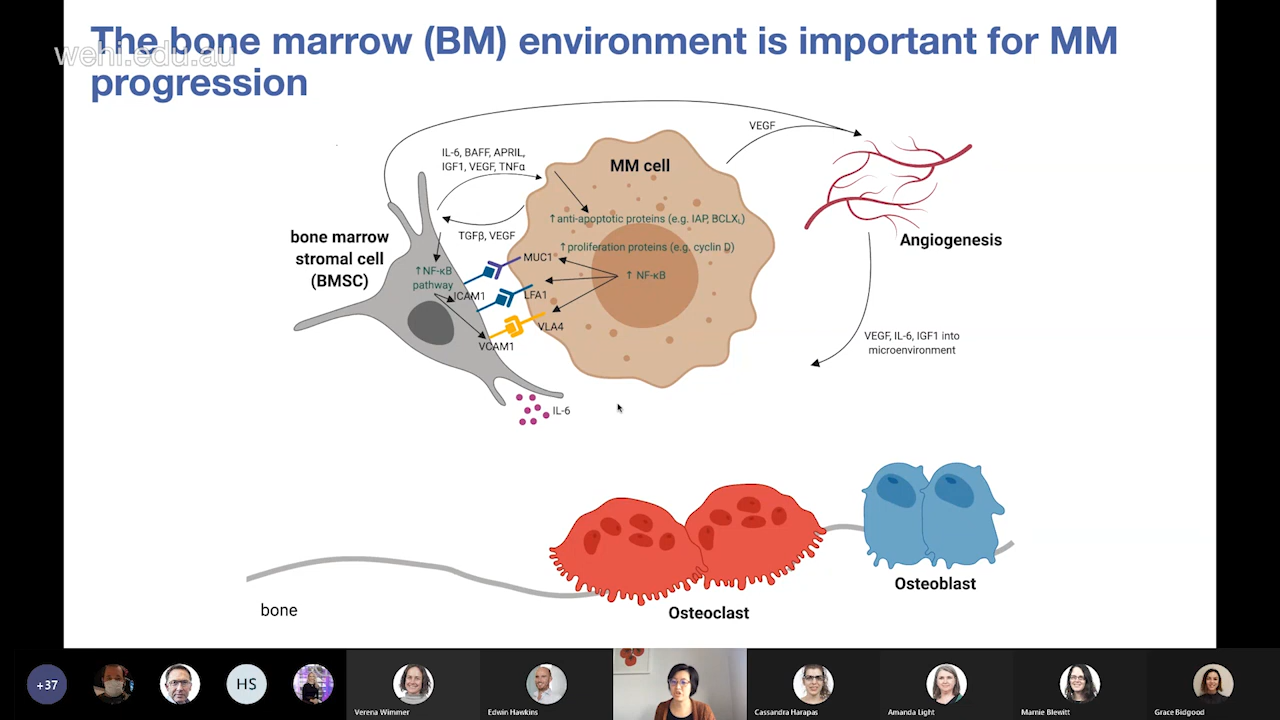 The bone marrow (BM) environment is important for MM
progression
wehi.edu.au
VEGF
IL-6, BAFF, APRIL,
IGF1, VEGF, TNFα
MM cell
↑anti-apoptotic proteins (e.g. IAP, BCLXL)
bone marrow
stromal cell
(BMSC)
TGFβ, VEGF
Angiogenesis
↑proliferation proteins (e.g. cyclin D)
MUC1
↑NF-κB
pathway
↑ NF-κB
ICAM1
LFA1
VLA4
VCAM1
VEGF, IL-6, IGF1 into
microenvironment
IL-6
Osteoblast
bone
Osteoclast
+37
HS
Verena Wimmer
Edwin Hawkins
Cassandra Harapas
Amanda Light
Marnie Blewitt
Grace Bidgood